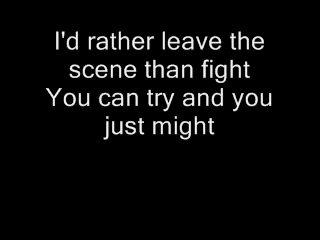 I'd rather leave the
scene than fight
You can try and you
just might